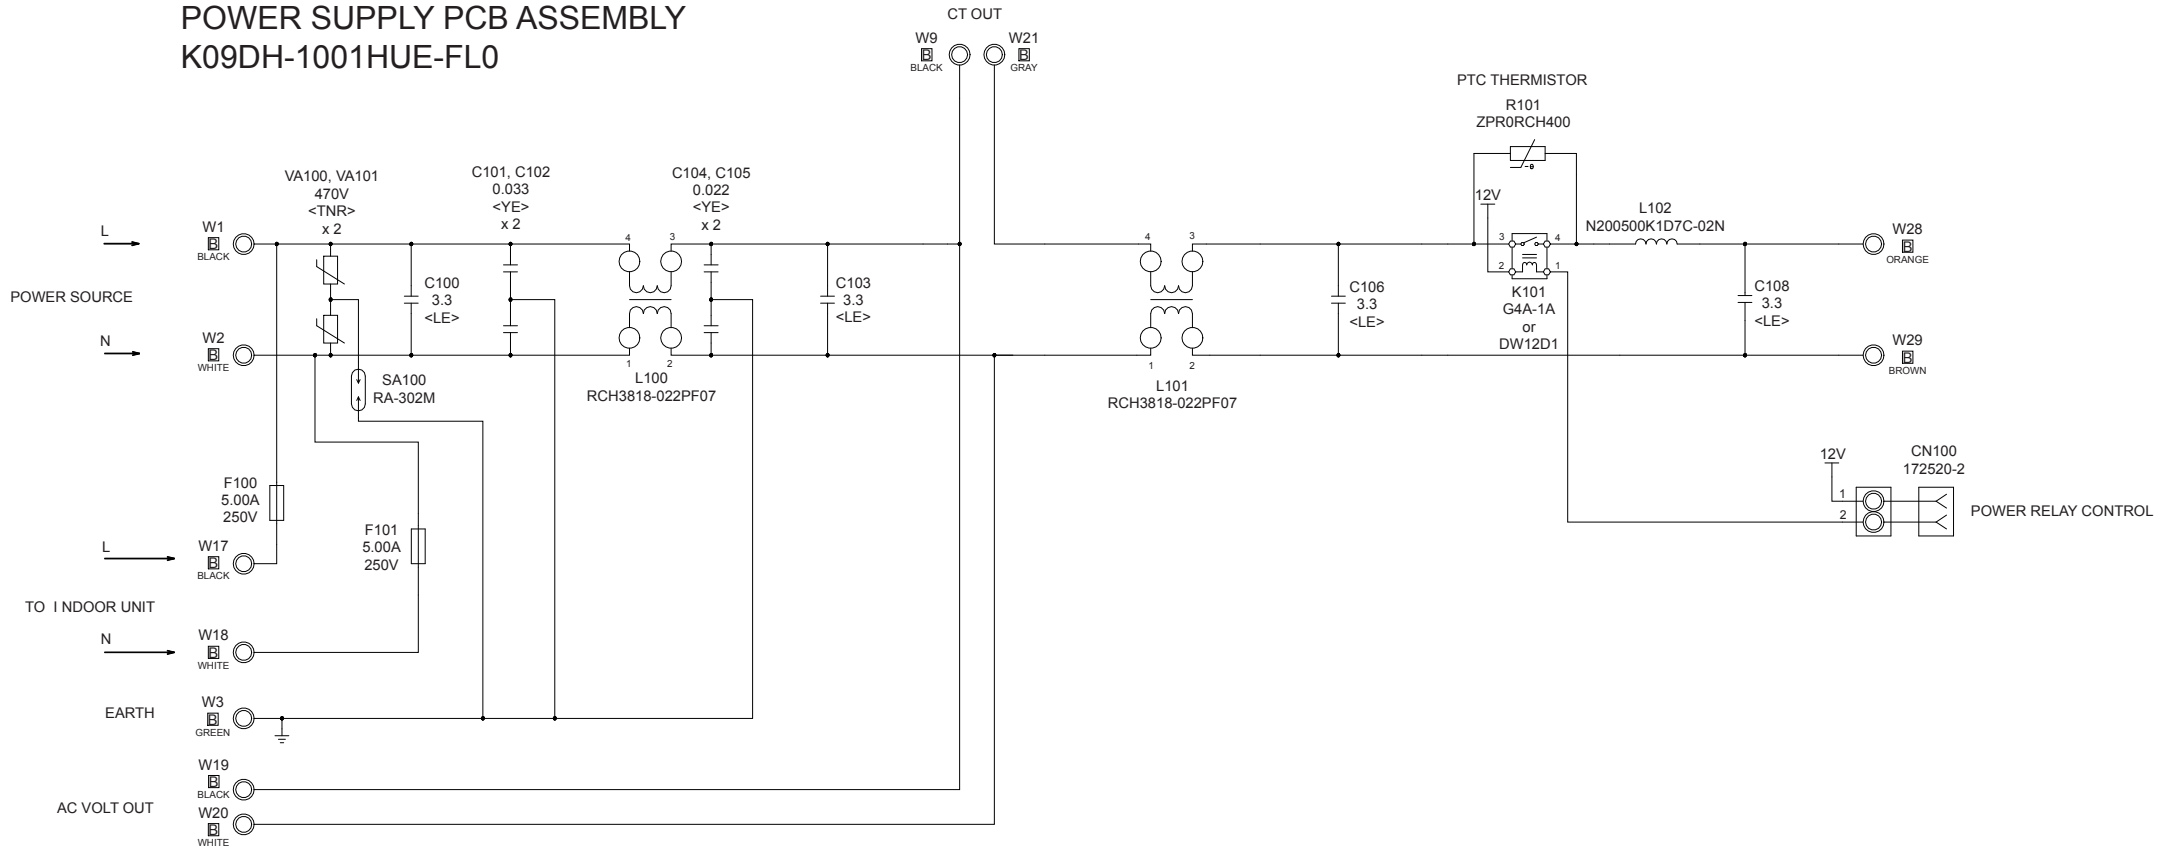 POWER SUPPLY PCB ASSEMBLY
K09DH-1001HUE-FL0
CT OUT
W9
B
BLACK
W21
B
GRAY
PTC THERMISTOR
R101
ZPR0RCH400
-θ
VA100, VA101
470V
<TNR>
x 2
C101, C102
0.033
<YE>
x 2
C104, C105
0.022
<YE>
x 2
12V
L102
N200500K1D7C-02N
L
W1
B
BLACK
4
3
4
3
3
4
2
1
W28
B
ORANGE
POWER SOURCE
C100
3.3
<LE>
C103
3.3
<LE>
C106
3.3
<LE>
K101
G4A-1A
or
DW12D1
C108
3.3
<LE>
N
W2
B
WHITE
1
2
1
2
W29
B
BROWN
SA100
RA-302M
L100
RCH3818-022PF07
L101
RCH3818-022PF07
12V
CN100
172520-2
1
2
POWER RELAY CONTROL
F100
5.00A
250V
F101
5.00A
250V
L
W17
B
BLACK
TO I NDOOR UNIT
N
W18
B
WHITE
EARTH
W3
B
GREEN
W19
B
BLACK
AC VOLT OUT
W20
B
WHITE